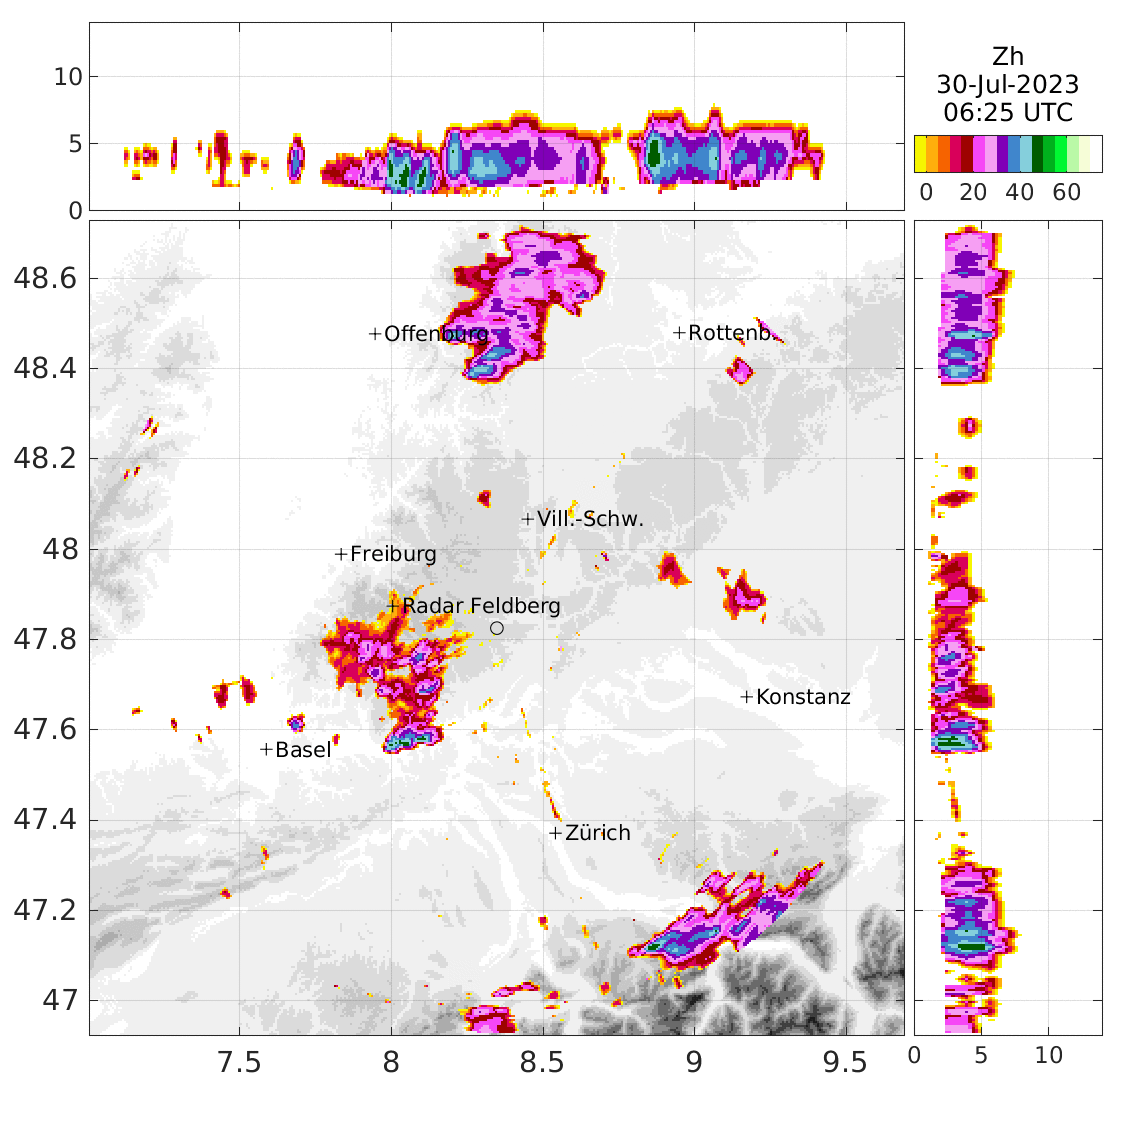 10
5
0
Zh
30-Jul-2023
06:25 UTC
0 20 40 60
48.6
48.4
48.2
48
47.8
47.6
47.4
47.2
47
+Offenburg
+Rottenb.
+Vill.-Schw.
+Freiburg
+Radar Feldberg
+Konstanz
+Basel
+Zürich
7.5 8 8.5 9 9.5
0 5 10